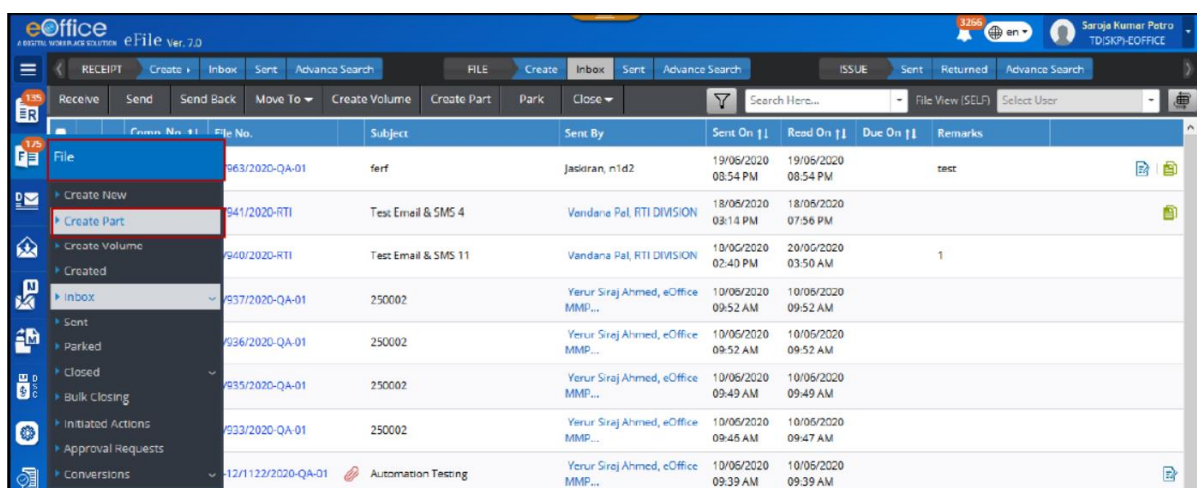 eOffice
A DIGITAL WORKPLACE SOLUTION eFile Ver. 7.0
3266
en
Saroja Kumar Patro
TD(SKP)-EOFFICE
RECEIPT Create Inbox Sent Advance Search FILE Create Inbox Sent Advance Search ISSUE Sent Returned Advance Search
135
R
Receive Send Send Back Move To Create Volume Create Part Park Close Search Here... File View (SELF) Select User
Comp. No. File No. Subject Sent By Sent On Read On Due On Remarks
175
F
File
/963/2020-QA-01 ferf Jaskiran, n1d2 19/06/2020 08:54 PM 19/06/2020 08:54 PM test
Create New
Create Part
/941/2020-RTI Test Email & SMS 4 Vandana Pal, RTI DIVISION 18/06/2020 03:14 PM 18/06/2020 07:56 PM
Create Volume
/940/2020-RTI Test Email & SMS 11 Vandana Pal, RTI DIVISION 02:40 PM 03:50 AM 1
Created
Inbox
/937/2020-QA-01 250002 Yerur Siraj Ahmed, eOffice MMP... 10/06/2020 09:52 AM 10/06/2020 09:52 AM
Sent
Parked
/936/2020-QA-01 250002 Yerur Siraj Ahmed, eOffice MMP... 10/06/2020 09:52 AM 10/06/2020 09:52 AM
Closed
/935/2020-QA-01 250002 Yerur Siraj Ahmed, eOffice MMP... 10/06/2020 09:49 AM 10/06/2020 09:49 AM
Bulk Closing
Initiated Actions
/933/2020-QA-01 250002 Yerur Siraj Ahmed, eOffice MMP... 10/06/2020 09:46 AM 10/06/2020 09:47 AM
Approval Requests
Conversions
-12/1122/2020-QA-01 Automation Testing Yerur Siraj Ahmed, eOffice MMP... 10/06/2020 09:39 AM 10/06/2020 09:39 AM
D
N
M
D
S
C